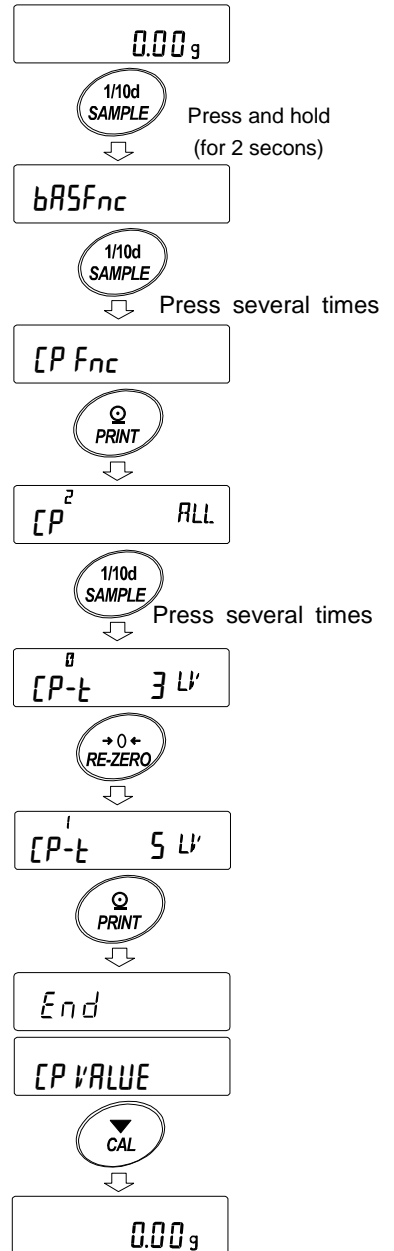 0.00 g
1/10d
SAMPLE
Press and hold
(for 2 secons)
bASFnc
1/10d
SAMPLE
Press several times
CP Fnc
PRINT
2
CP ALL
1/10d
SAMPLE
Press several times
0
CP-t 3 LV
→0←
RE-ZERO
1
CP-t 5 LV
PRINT
End
CP VALUE
CAL
0.00 g